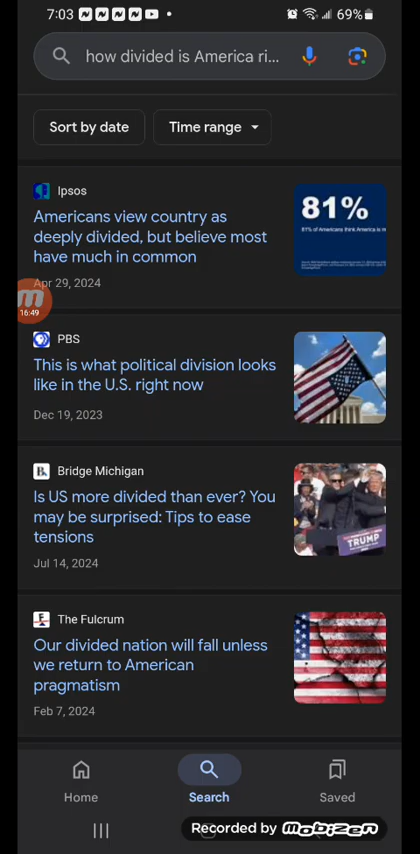 7:03
69%
how divided is America ri...
Sort by date
Time range
Ipsos
Americans view country as
deeply divided, but believe most
have much in common
Apr 29, 2024
81%
16:49
PBS
This is what political division looks
like in the U.S. right now
Dec 19, 2023
Bridge Michigan
Is US more divided than ever? You
may be surprised: Tips to ease
tensions
Jul 14, 2024
TRUMP
The Fulcrum
Our divided nation will fall unless
we return to American
pragmatism
Feb 7, 2024
Home
Search
Saved
Recorded by mobizen